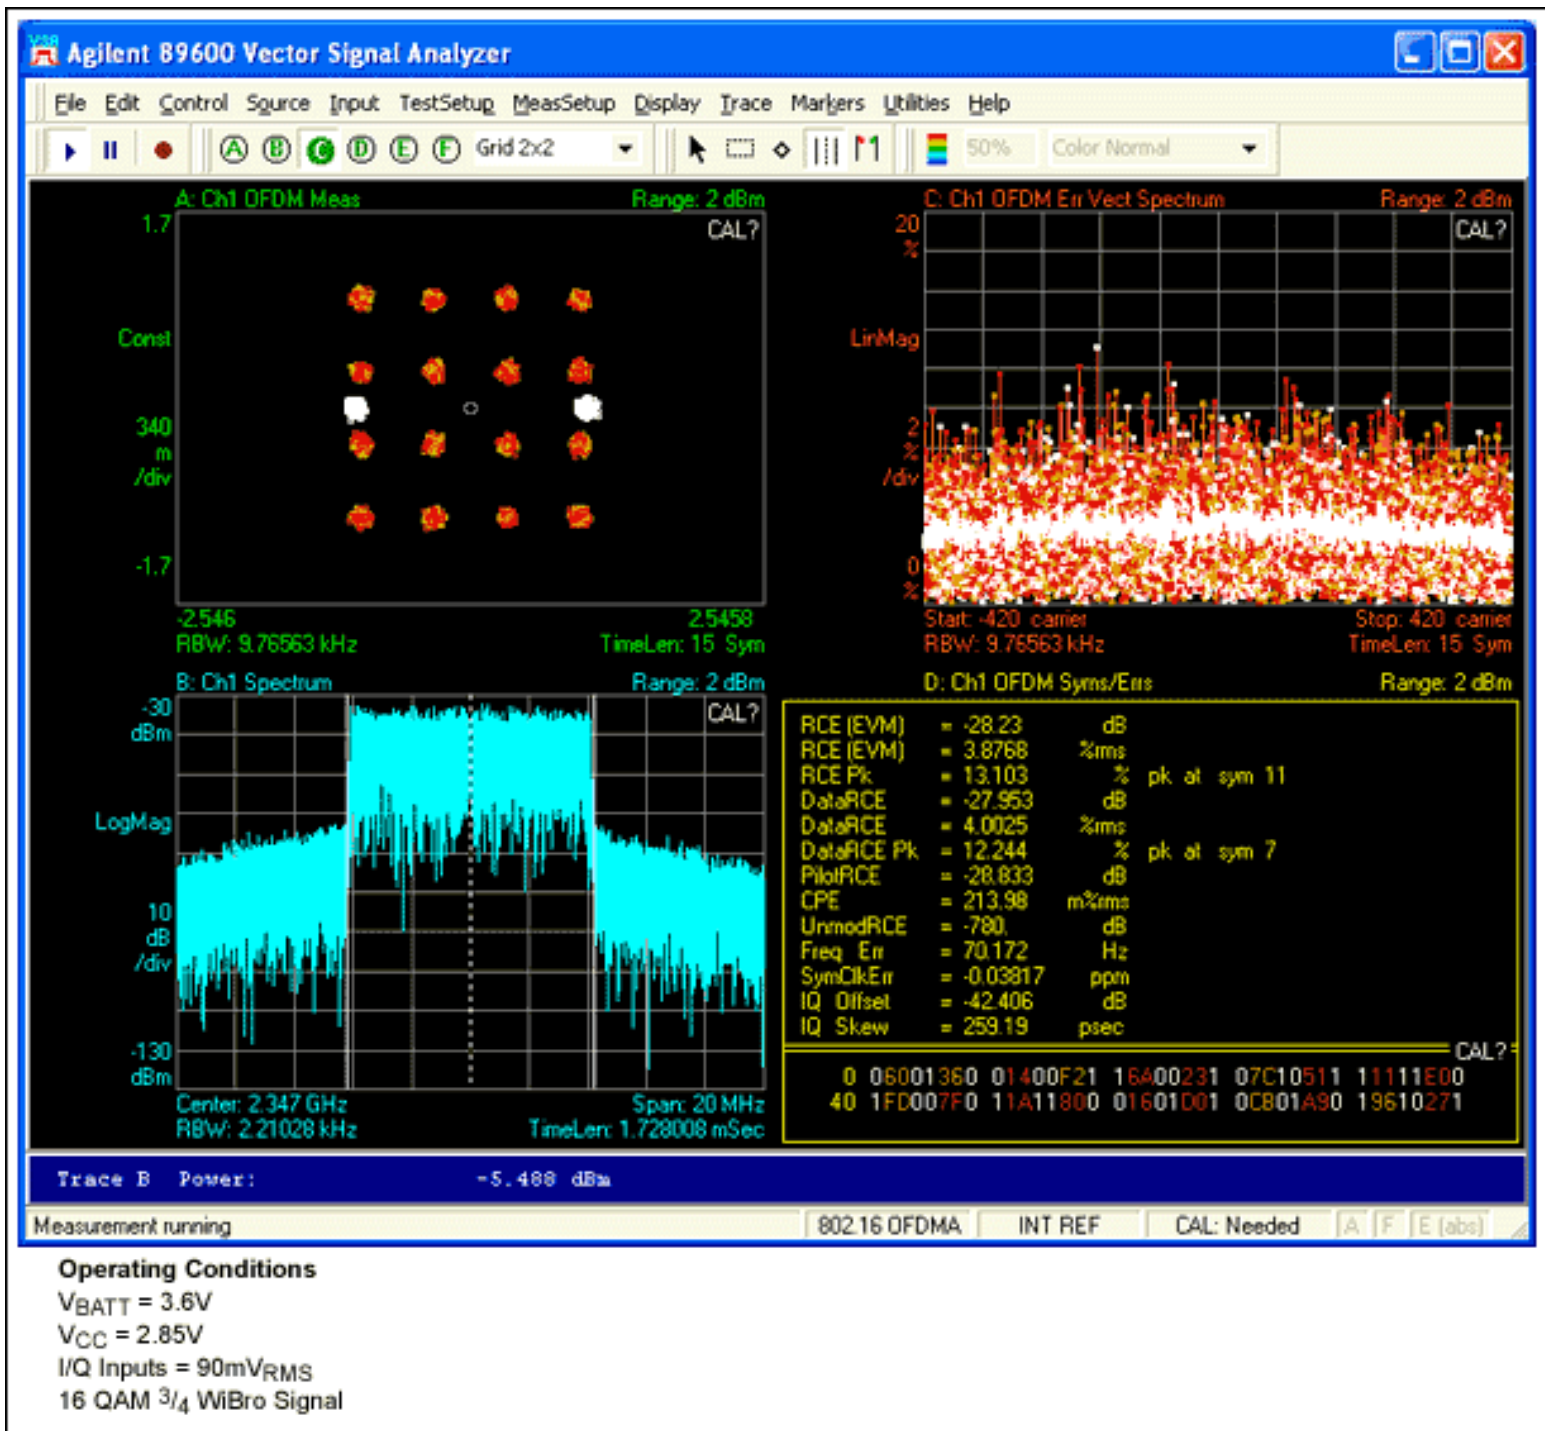 Agilent 89600 Vector Signal Analyzer
File Edit Control Source Input TestSetup MeasSetup Display Trace Markers Utilities Help
A B C D E F Grid 2x2 50% Color Normal
A: Ch1 OFDM Meas Range: 2 dBm
1.7
CAL?
Const
340
m
/div
-1.7
-2.546 2.5458
RBW: 9.76563 kHz TimeLen: 15 Sym
C: Ch1 OFDM Err Vect Spectrum Range: 2 dBm
20
%
CAL?
LinMag
2
%
/div
0
%
Start: -420 carrier Stop: 420 carrier
RBW: 9.76563 kHz TimeLen: 15 Sym
B: Ch1 Spectrum Range: 2 dBm
-30
dBm
CAL?
LogMag
10
dB
/div
-130
dBm
Center: 2.347 GHz Span: 20 MHz
RBW: 2.21028 kHz TimeLen: 1.728008 mSec
D: Ch1 OFDM Syms/Errs Range: 2 dBm
RCE (EVM) = -28.23 dB
RCE (EVM) = 3.8768 %rms
RCE Pk = 13.103 % pk at sym 11
DataRCE = -27.953 dB
DataRCE = 4.0025 %rms
DataRCE Pk = 12.244 % pk at sym 7
PilotRCE = -28.833 dB
CPE = 213.98 m%rms
UnmodRCE = -780. dB
Freq Err = 70.172 Hz
SymClkErr = -0.03817 ppm
IQ Offset = -42.406 dB
IQ Skew = 259.19 psec
CAL?
0 06001360 01400F21 16A00231 07C10511 11111E00
40 1FD007F0 11A11800 01601D01 0CB01A90 19610271
Trace B Power: -5.488 dBm
Measurement running 802.16 OFDMA INT REF CAL: Needed A F E (abs)
Operating Conditions
VBATT = 3.6V
VCC = 2.85V
I/Q Inputs = 90mVRMS
16 QAM 3/4 WiBro Signal